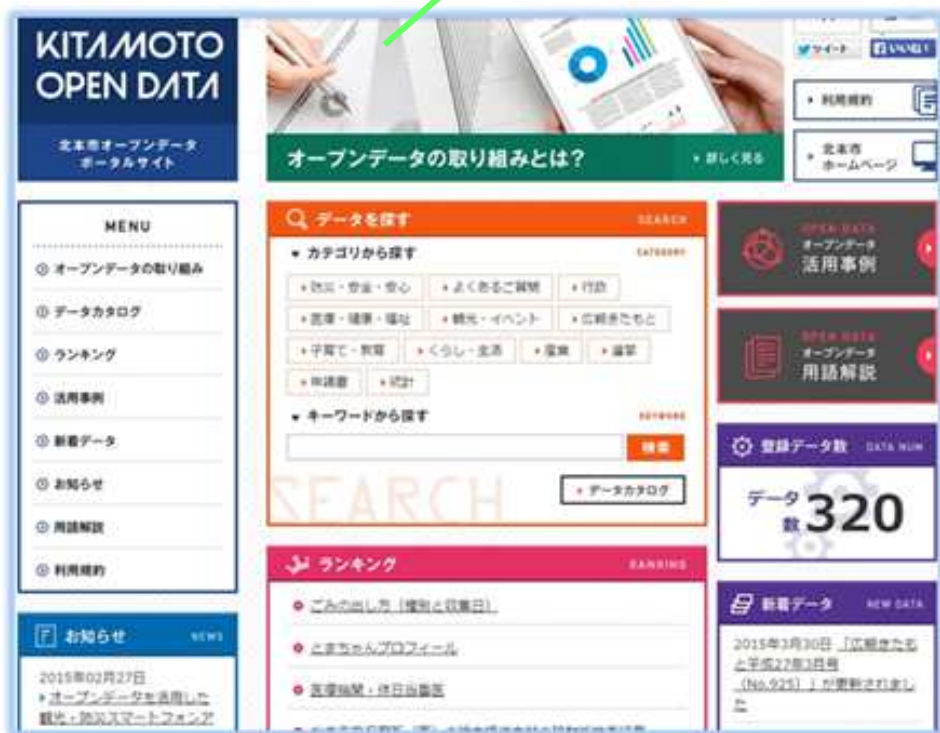 KITAMOTO
OPEN DATA
北本市オープンデータ
ポータルサイト
オープンデータの取り組みとは?
詳しく見る
ツイート
いいね!
利用規約
北本市
ホームページ
MENU
オープンデータの取り組み
データカタログ
ランキング
活用事例
新着データ
お知らせ
用語解説
利用規約
データを探す
SEARCH
カテゴリから探す
CATEGORY
防災・安全・安心
よくあるご質問
行政
医療・健康・福祉
観光・イベント
広報きたもと
子育て・教育
くらし・生活
産業
選挙
申請書
統計
キーワードから探す
KEYWORD
検索
SEARCH
データカタログ
OPEN DATA
オープンデータ
活用事例
OPEN DATA
オープンデータ
用語解説
登録データ数
DATA NUM
データ
数 320
ランキング
RANKING
ごみの出し方(種別と収集日)
とまちゃんプロフィール
医療機関・休日当番医
お知らせ
NEWS
2015年02月27日
オープンデータを活用した
観光・防災スマートフォンア
新着データ
NEW DATA
2015年3月30日 「広報きたも
と平成27年3月号
(No.925)」が更新されまし
た